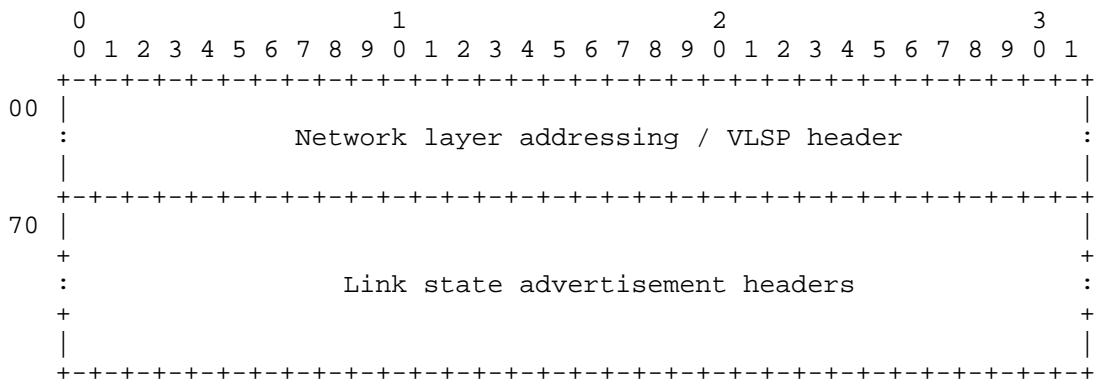 0                   1                   2                   3
       0 1 2 3 4 5 6 7 8 9 0 1 2 3 4 5 6 7 8 9 0 1 2 3 4 5 6 7 8 9 0 1
      +-+-+-+-+-+-+-+-+-+-+-+-+-+-+-+-+-+-+-+-+-+-+-+-+-+-+-+-+-+-+-+-+
   00 |                                                               |
      :              Network layer addressing / VLSP header           :
      |                                                               |
      +-+-+-+-+-+-+-+-+-+-+-+-+-+-+-+-+-+-+-+-+-+-+-+-+-+-+-+-+-+-+-+-+
   70 |                                                               |
      +                                                               +
      :                 Link state advertisement headers              :
      +                                                               +
      |                                                               |
      +-+-+-+-+-+-+-+-+-+-+-+-+-+-+-+-+-+-+-+-+-+-+-+-+-+-+-+-+-+-+-+-+